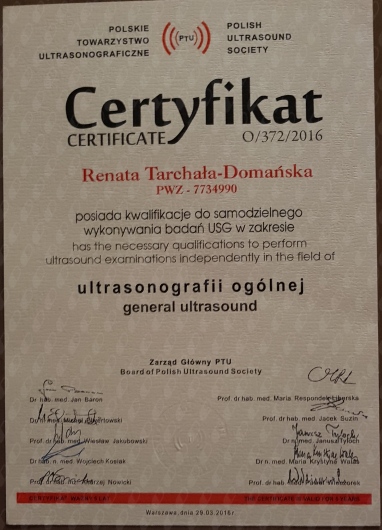 POLSKIE
TOWARZYSTWO
ULTRASONOGRAFICZNE
PTU
POLISH
ULTRASOUND
SOCIETY
Certyfikat
CERTIFICATE
O/372/2016
Renata Tarchała-Domańska
PWZ - 7734990
posiada kwalifikacje do samodzielnego
wykonywania badań USG w zakresie
has the necessary qualifications to perform
ultrasound examinations independently in the field of
ultrasonografii ogólnej
general ultrasound
Zarząd Główny PTU
Board of Polish Ultrasound Society
Dr hab. med. Jan Baron
Prof. dr hab. med. Maria Respondek-Liberska
Prof. dr hab. med. Jacek Suzin
Prof. dr hab. med. Wiesław Jakubowski
Dr n. med. Janusz Tyloch
Dr hab. n. med. Wojciech Kosiak
Dr n. med. Maria Krystyna Walas
Andrzej Nowicki
Warszawa, dnia 29.03.2016 r.